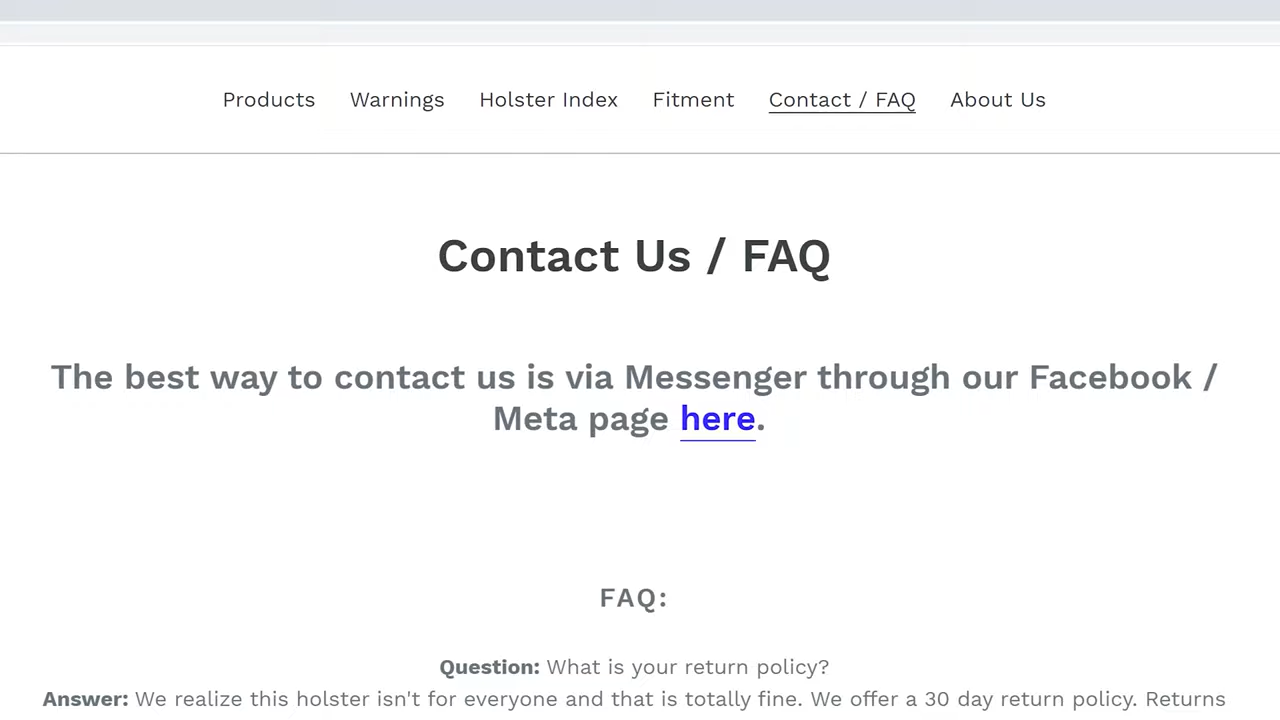 Products Warnings Holster Index Fitment Contact / FAQ About Us
Contact Us / FAQ
The best way to contact us is via Messenger through our Facebook /
Meta page here.
FAQ:
Question: What is your return policy?
Answer: We realize this holster isn't for everyone and that is totally fine. We offer a 30 day return policy. Returns